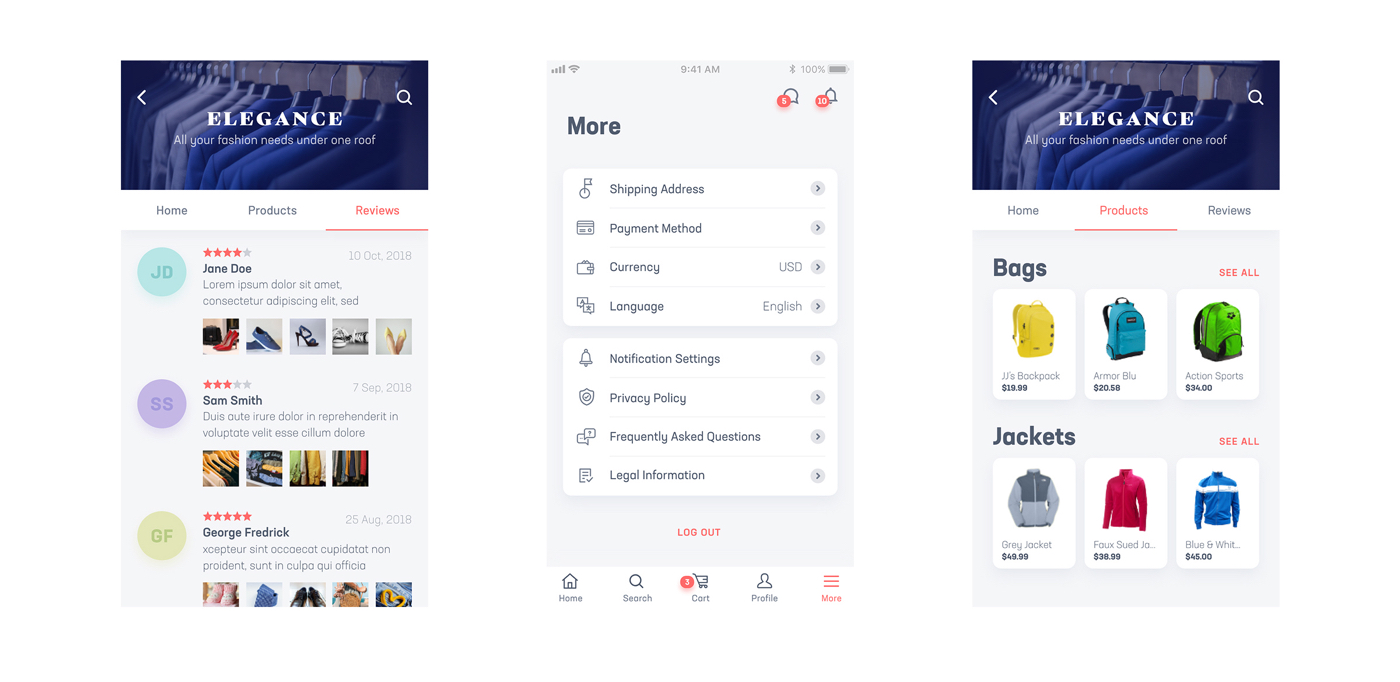 ELEGANCE
All your fashion needs under one roof
Home Products Reviews
JD
10 Oct, 2018
Jane Doe
Lorem ipsum dolor sit amet,
consectetur adipiscing elit, sed
SS
7 Sep, 2018
Sam Smith
Duis aute irure dolor in reprehenderit in
voluptate velit esse cillum dolore
GF
25 Aug, 2018
George Fredrick
xcepteur sint occaecat cupidatat non
proident, sunt in culpa qui officia
9:41 AM 100%
5 10
More
Shipping Address
Payment Method
Currency USD
Language English
Notification Settings
Privacy Policy
Frequently Asked Questions
Legal Information
LOG OUT
3
Home Search Cart Profile More
ELEGANCE
All your fashion needs under one roof
Home Products Reviews
Bags SEE ALL
JJ's Backpack Armor Blu Action Sports
$19.99 $20.58 $34.00
Jackets SEE ALL
Grey Jacket Faux Sued Ja... Blue & Whit...
$49.99 $38.99 $45.00